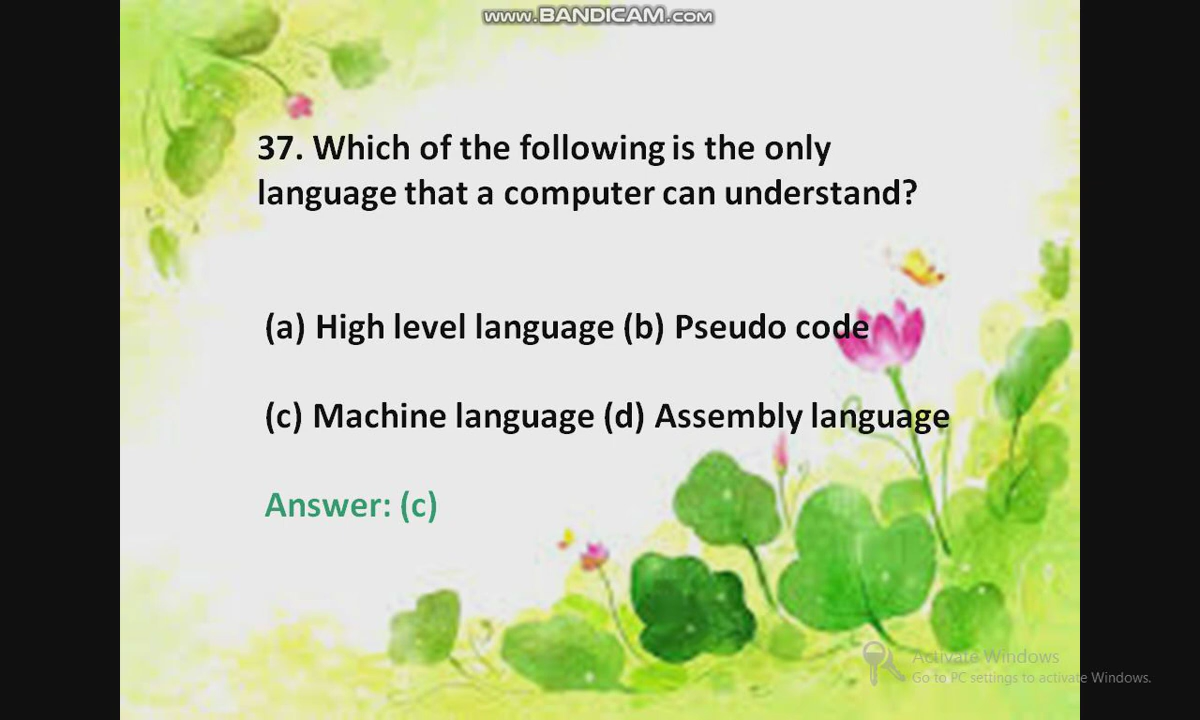 www.BANDICAM.com
37. Which of the following is the only
language that a computer can understand?
(a) High level language (b) Pseudo code
(c) Machine language (d) Assembly language
Answer: (c)
Activate Windows
Go to PC settings to activate Windows.